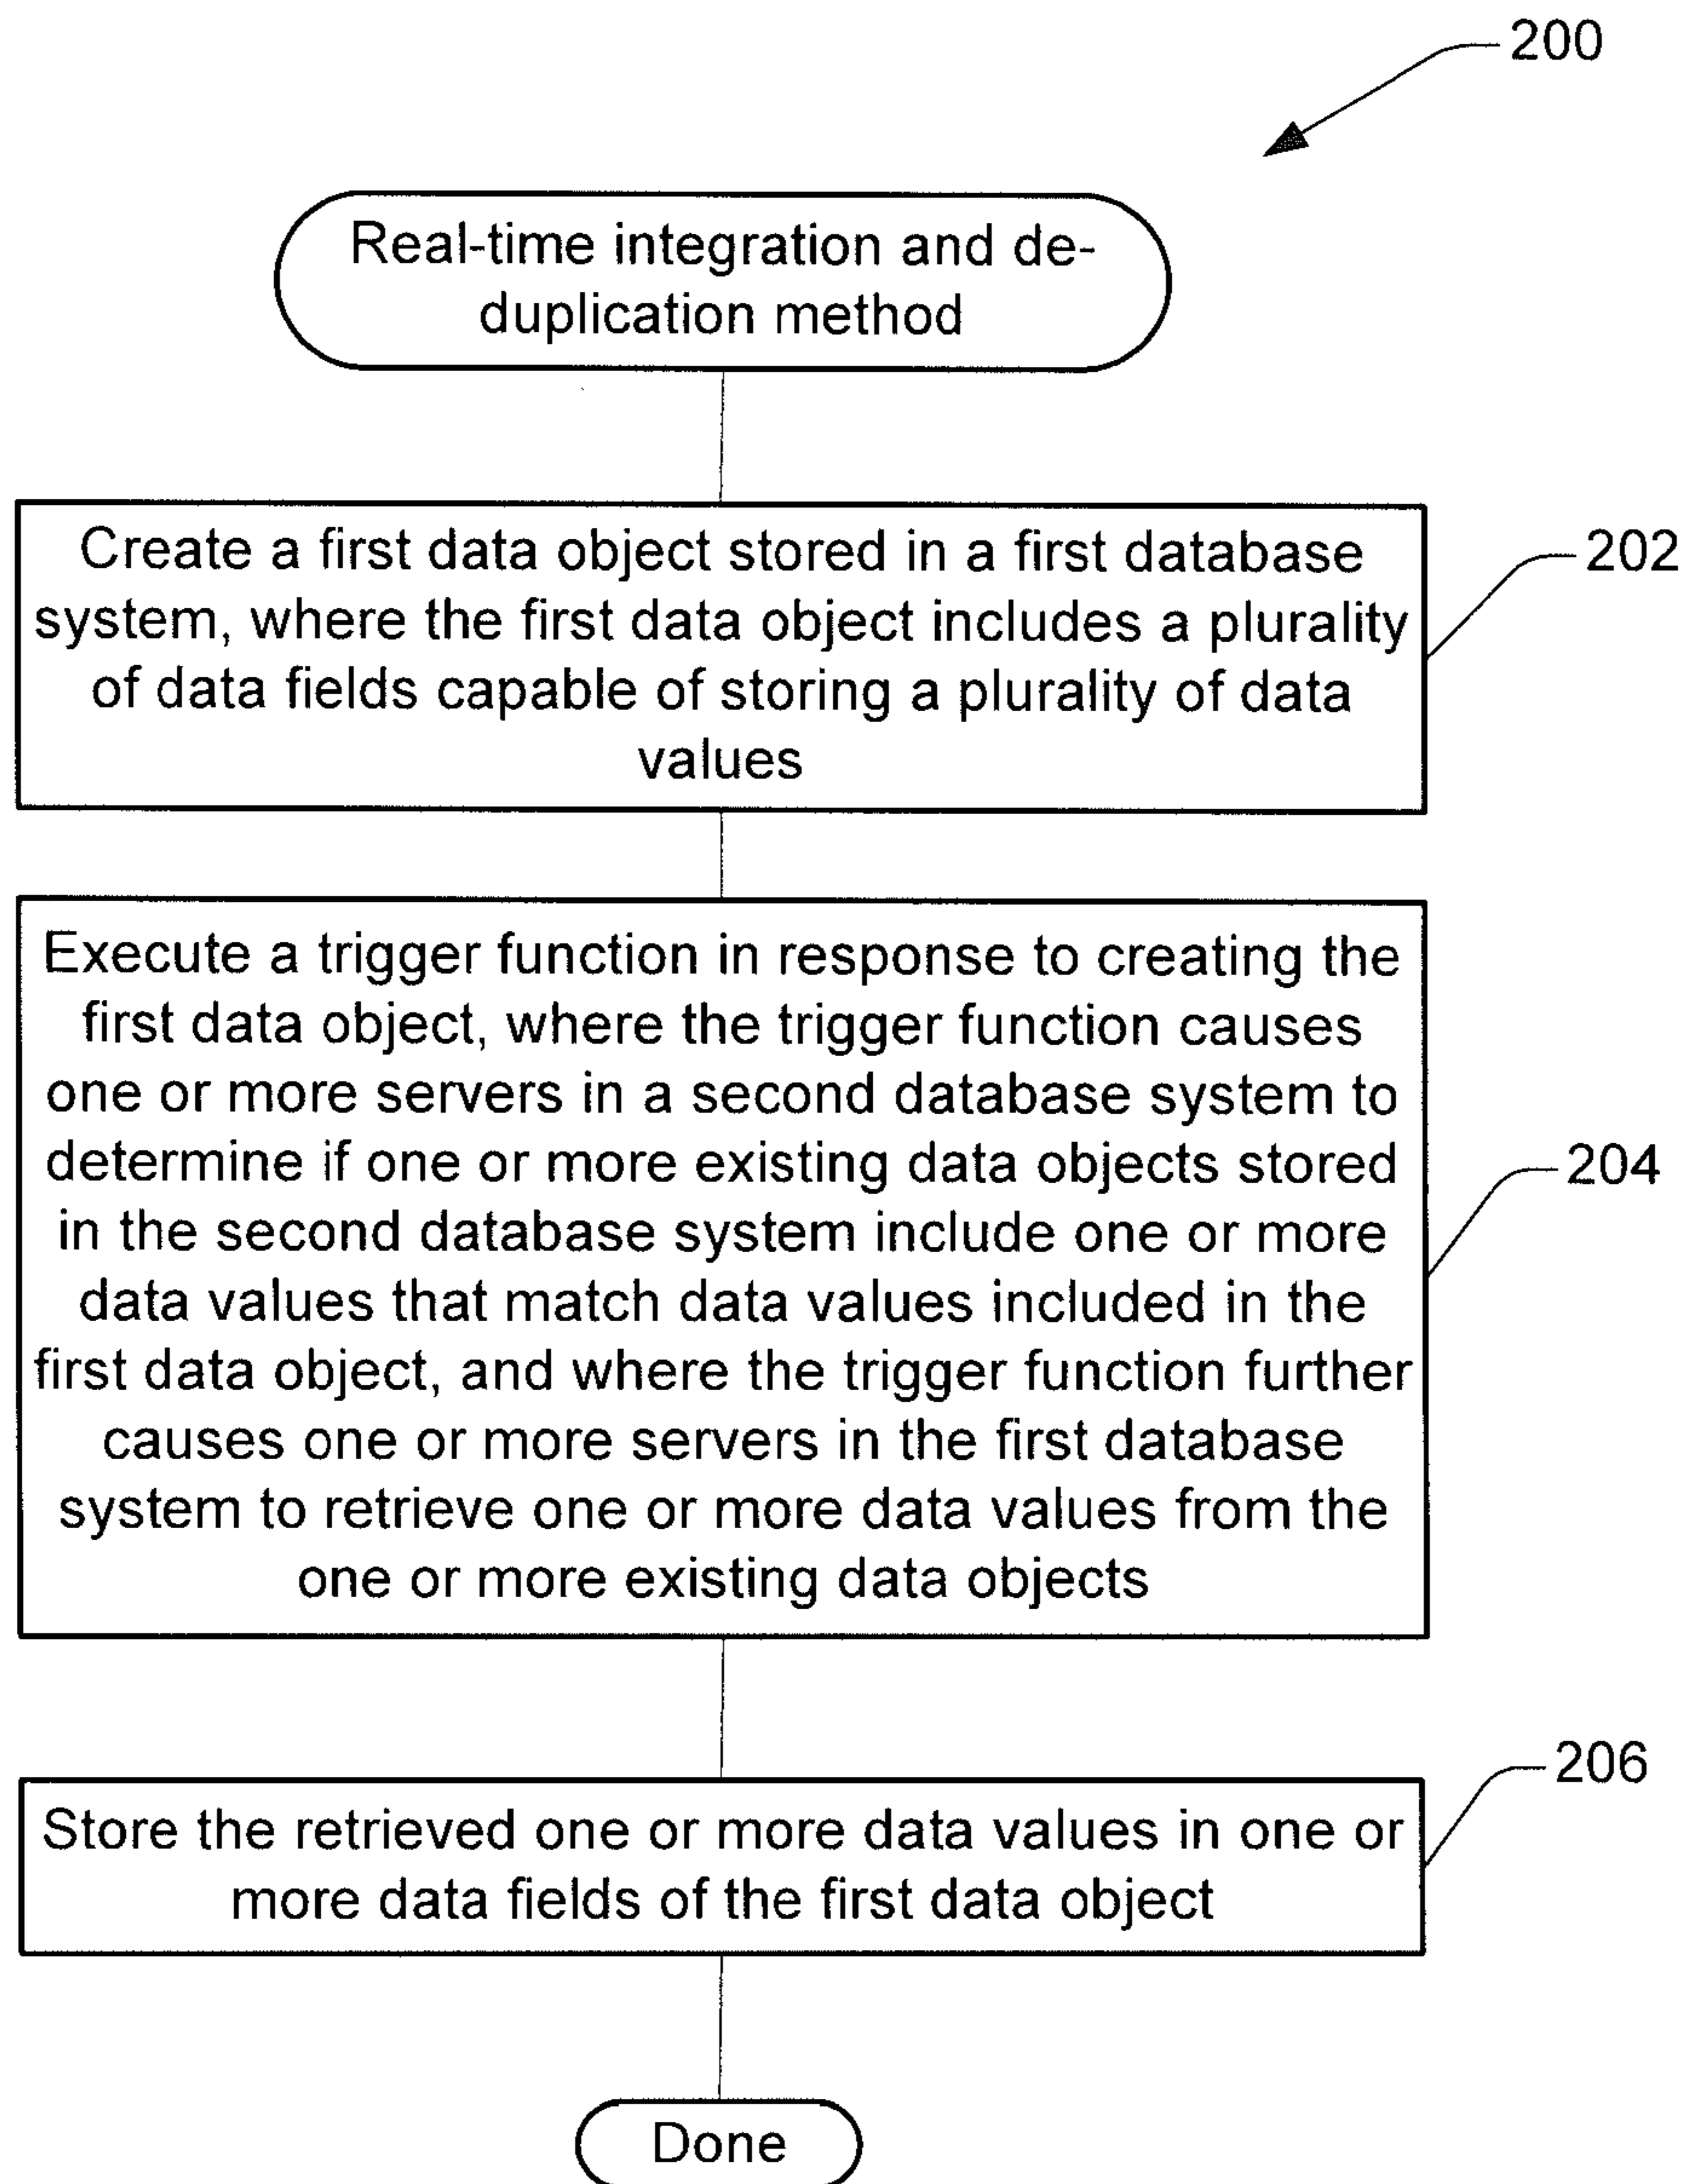 200
Real-time integration and de-
duplication method
Create a first data object stored in a first database
system, where the first data object includes a plurality
of data fields capable of storing a plurality of data
values
202
Execute a trigger function in response to creating the
first data object, where the trigger function causes
one or more servers in a second database system to
determine if one or more existing data objects stored
in the second database system include one or more
data values that match data values included in the
first data object, and where the trigger function further
causes one or more servers in the first database
system to retrieve one or more data values from the
one or more existing data objects
204
Store the retrieved one or more data values in one or
more data fields of the first data object
206
Done